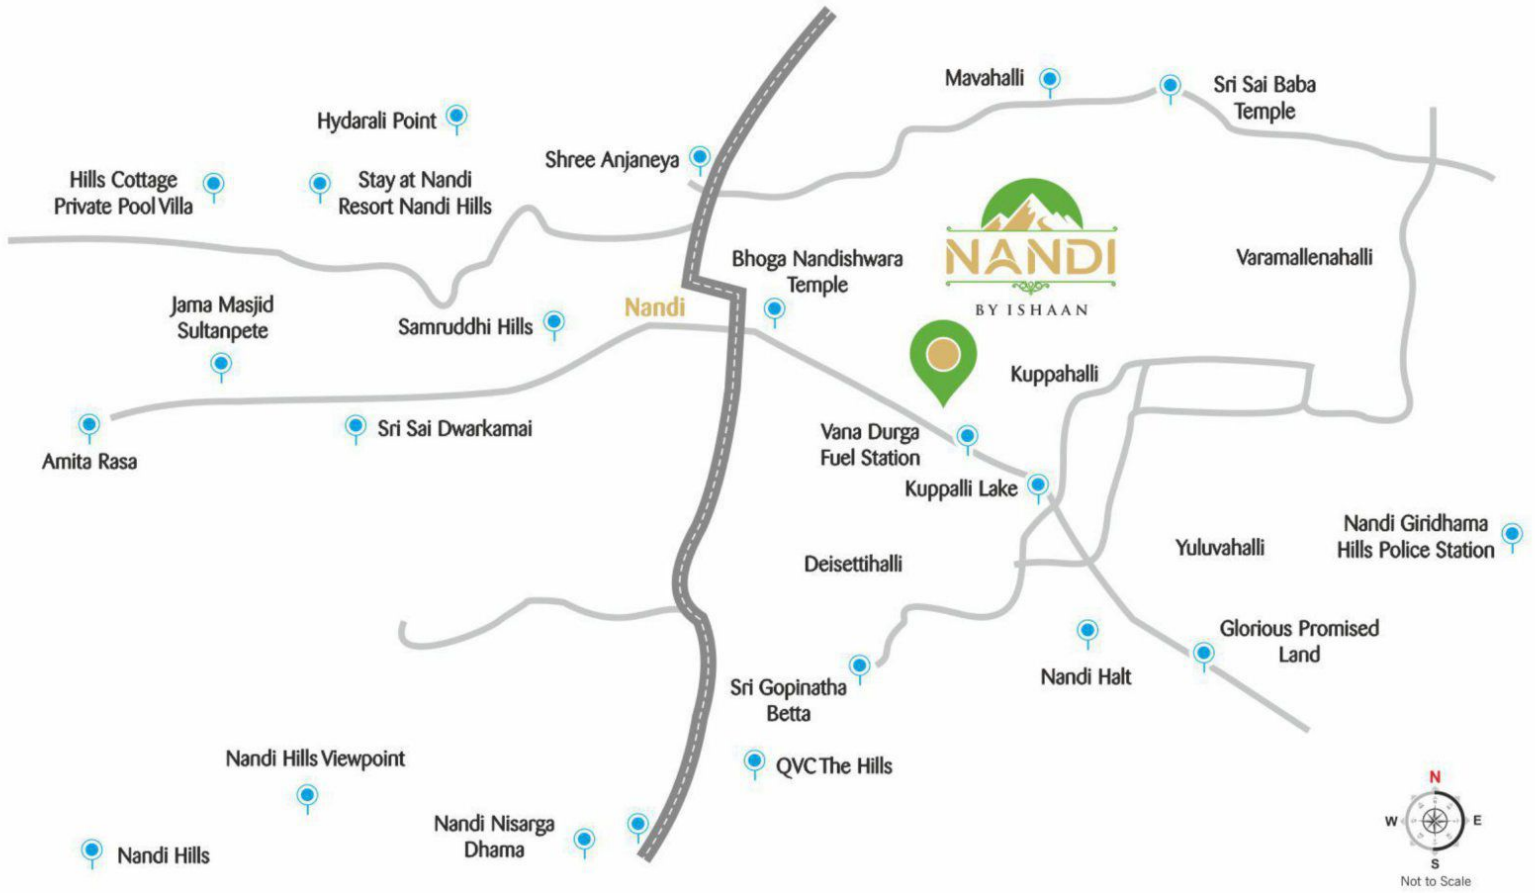 Mavahalli
Sri Sai Baba
Temple
Hydarali Point
Shree Anjaneya
Hills Cottage
Private Pool Villa
Stay at Nandi
Resort Nandi Hills
NANDI
BY ISHAAN
Bhoga Nandishwara
Temple
Varamallenahalli
Jama Masjid
Sultanpete
Samruddhi Hills
Nandi
Kuppahalli
Amita Rasa
Sri Sai Dwarkamai
Vana Durga
Fuel Station
Kuppalli Lake
Nandi Giridhama
Hills Police Station
Deisettihalli
Yuluvahalli
Glorious Promised
Land
Nandi Halt
Sri Gopinatha
Betta
QVC The Hills
Nandi Hills Viewpoint
Nandi Nisarga
Dhama
Nandi Hills
N
W
E
S
Not to Scale